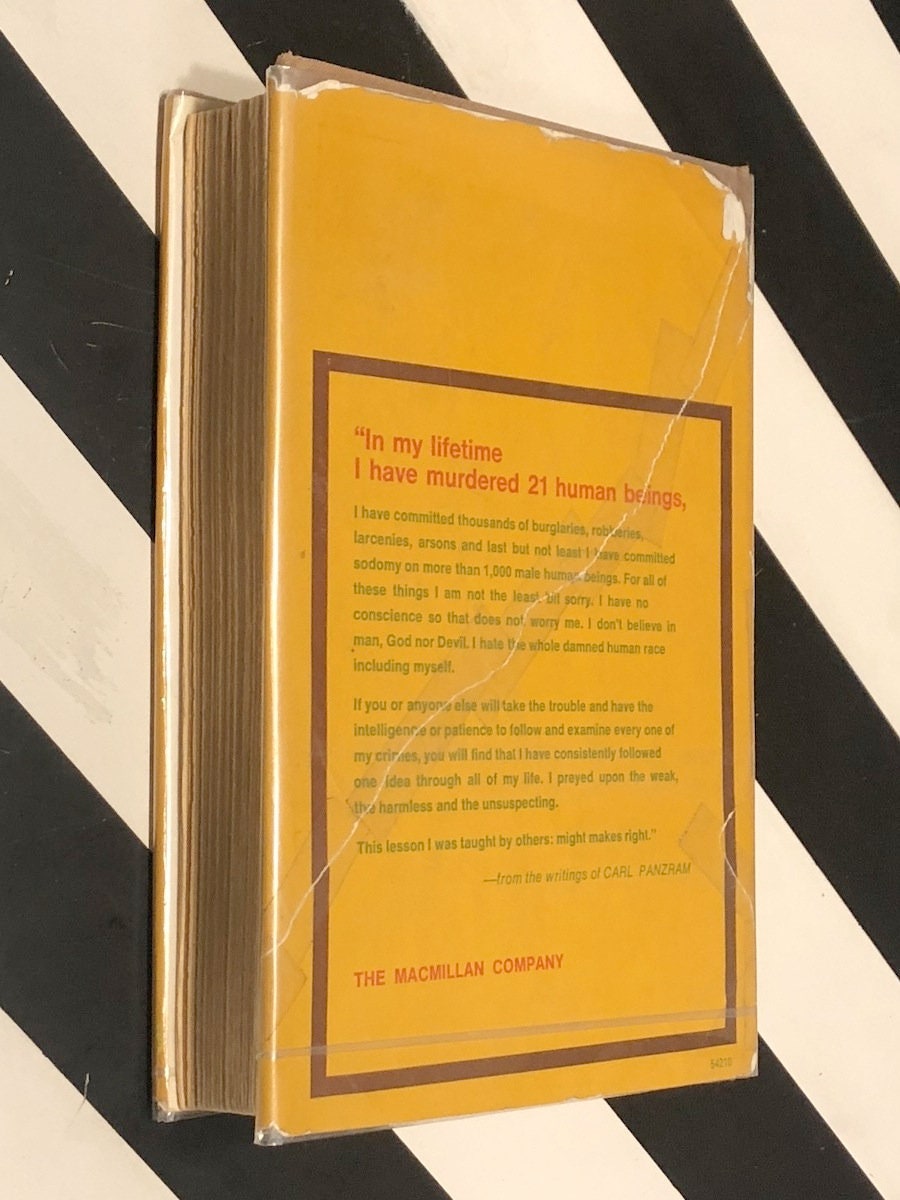 “In my lifetime
I have murdered 21 human beings,
I have committed thousands of burglaries, robberies,
larcenies, arsons and last but not least I have committed
sodomy on more than 1,000 male human beings. For all of
these things I am not the least bit sorry. I have no
conscience so that does not worry me. I don't believe in
man, God nor Devil. I hate the whole damned human race
including myself.
If you or anyone else will take the trouble and have the
intelligence or patience to follow and examine every one of
my crimes, you will find that I have consistently followed
one idea through all of my life. I preyed upon the weak,
the harmless and the unsuspecting.
This lesson I was taught by others: might makes right.”
—from the writings of CARL PANZRAM
THE MACMILLAN COMPANY
54210